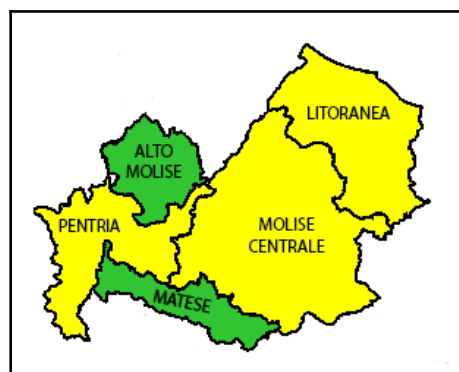 LITORANEA
ALTO
MOLISE
PENTRIA
MOLISE
CENTRALE
MATESE